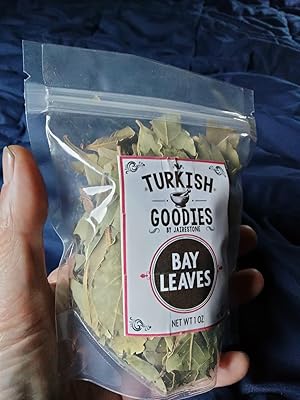 TURKISH
GOODIES
BY JAIRESTONE
BAY
LEAVES
NET WT 1 OZ